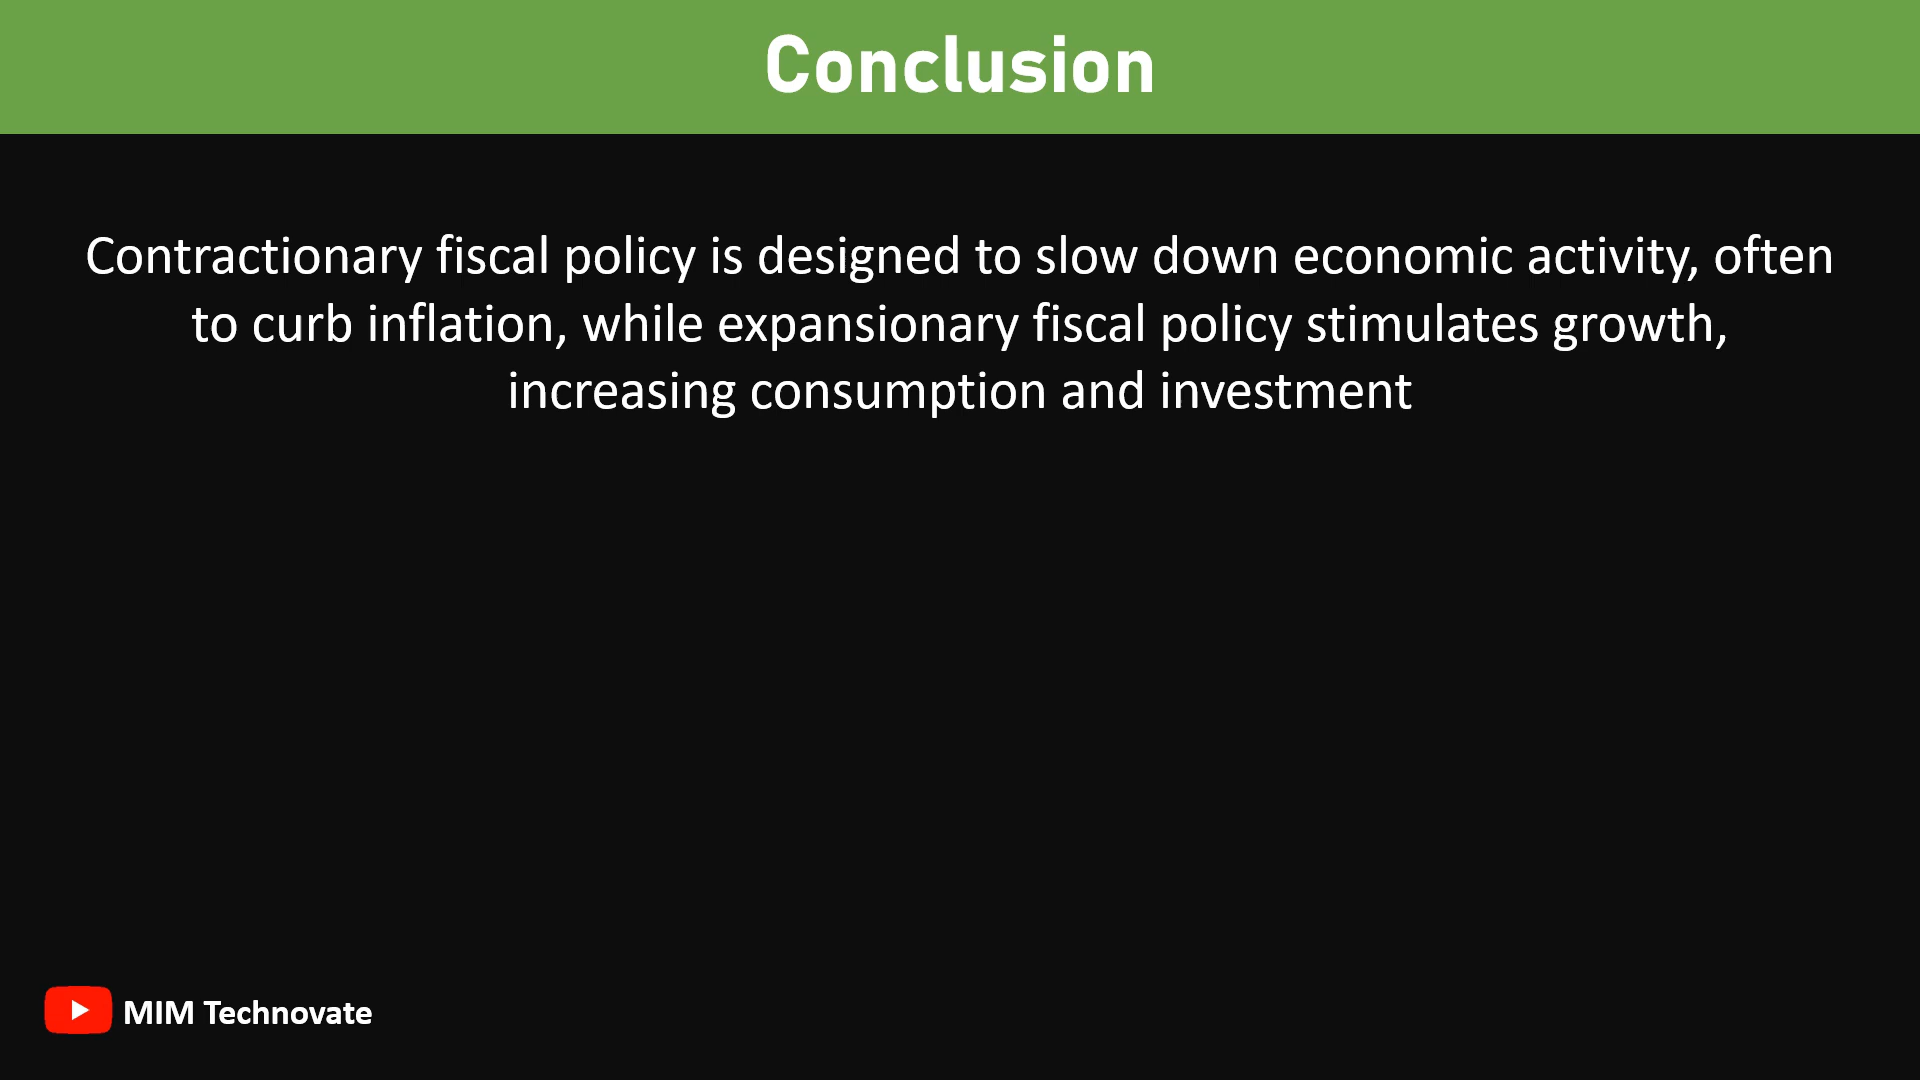 Conclusion
Contractionary fiscal policy is designed to slow down economic activity, often
to curb inflation, while expansionary fiscal policy stimulates growth,
increasing consumption and investment
MIM Technovate